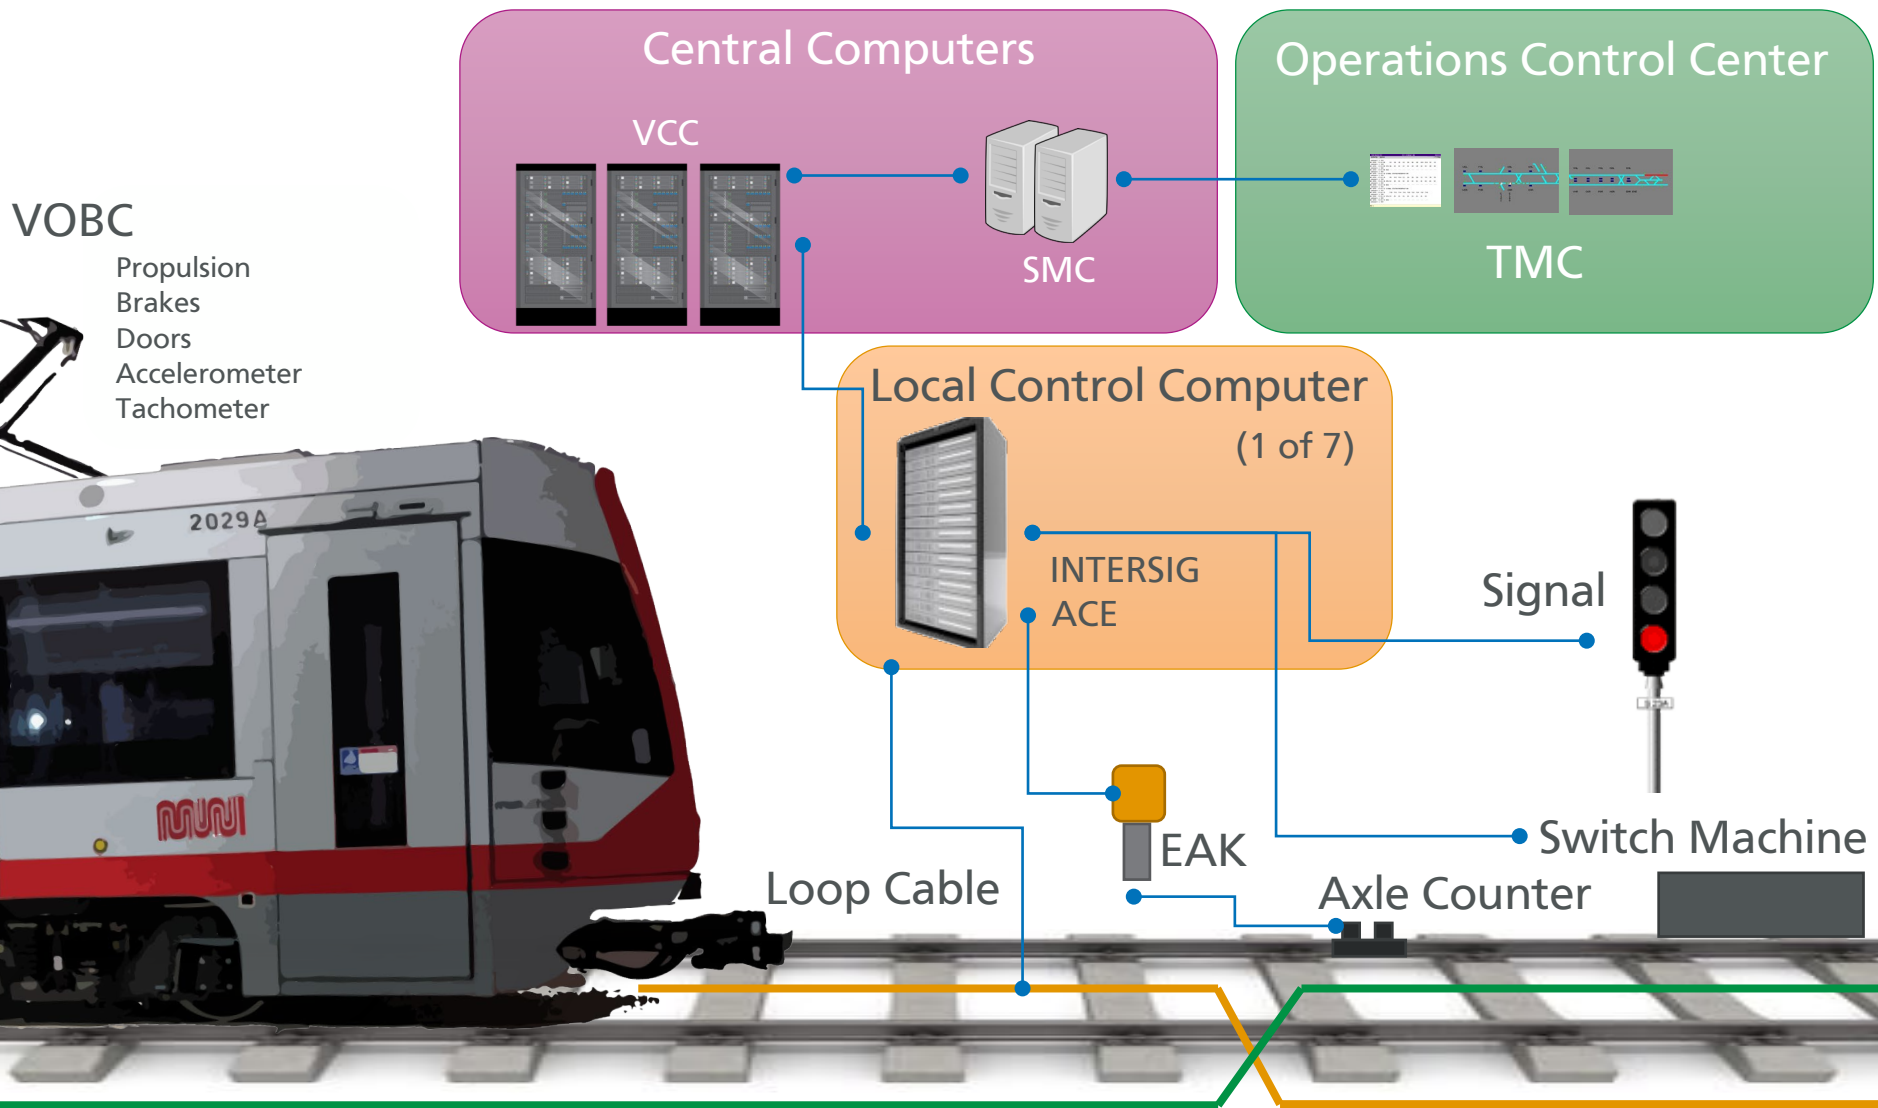 Central Computers
Operations Control Center
VCC
SMC
TMC
VOBC
Propulsion
Brakes
Doors
Accelerometer
Tachometer
Local Control Computer
(1 of 7)
2029A
INTERSIG
ACE
Signal
MUNI
EAK
Switch Machine
Loop Cable
Axle Counter